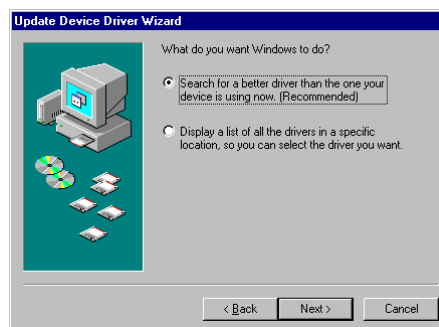 Update Device Driver Wizard
What do you want Windows to do?
Search for a better driver than the one your
device is using now. (Recommended)
Display a list of all the drivers in a specific
location, so you can select the driver you want.
< Back
Next >
Cancel